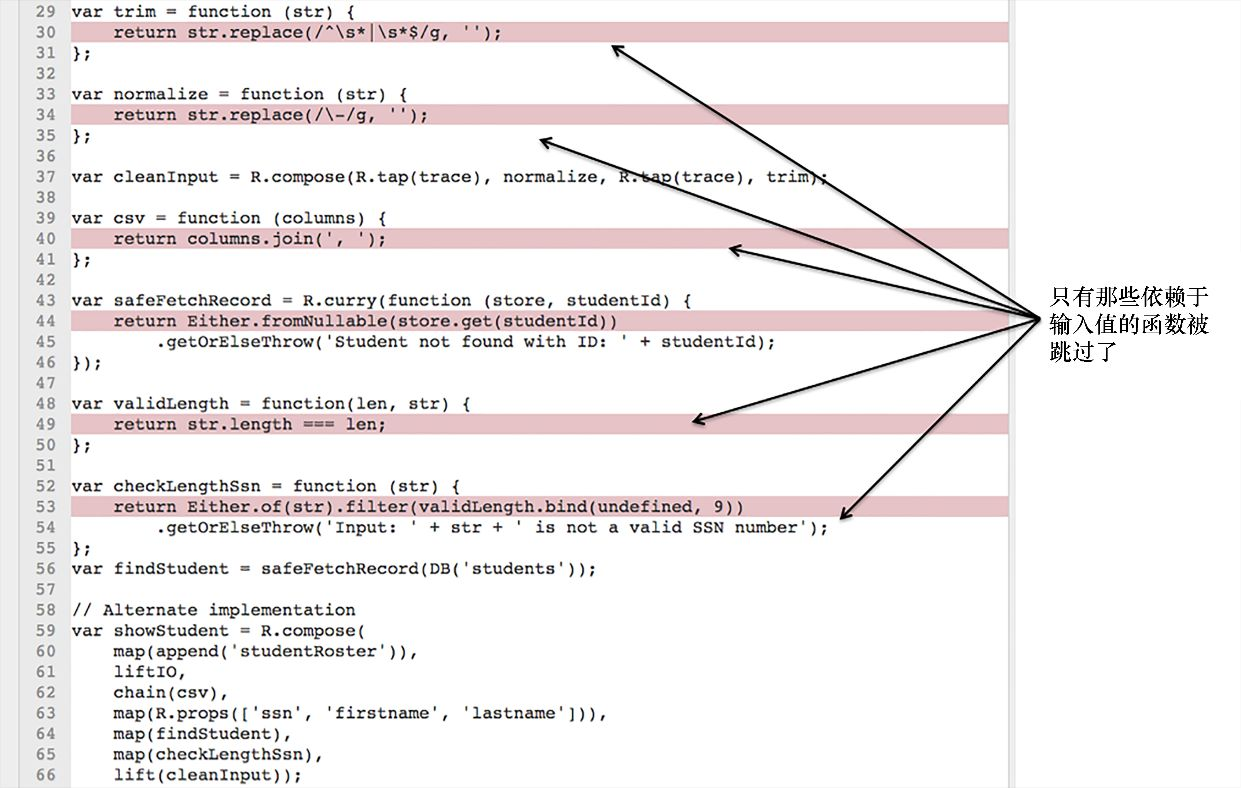 29 var trim = function (str) {
30     return str.replace(/^\s*|\s*$/g, '');
31 };
32
33 var normalize = function (str) {
34     return str.replace(/\-/g, '');
35 };
36
37 var cleanInput = R.compose(R.tap(trace), normalize, R.tap(trace), trim);
38
39 var csv = function (columns) {
40     return columns.join(', ');
41 };
42
43 var safeFetchRecord = R.curry(function (store, studentId) {
44     return Either.fromNullable(store.get(studentId))
45         .getOrElseThrow('Student not found with ID: ' + studentId);
46 });
47
48 var validLength = function(len, str) {
49     return str.length === len;
50 };
51
52 var checkLengthSsn = function (str) {
53     return Either.of(str).filter(validLength.bind(undefined, 9))
54         .getOrElseThrow('Input: ' + str + ' is not a valid SSN number');
55 };
56 var findStudent = safeFetchRecord(DB('students'));
57
58 // Alternate implementation
59 var showStudent = R.compose(
60     map(append('studentRoster')),
61     liftIO,
62     chain(csv),
63     map(R.props(['ssn', 'firstname', 'lastname'])),
64     map(findStudent),
65     map(checkLengthSsn),
66     lift(cleanInput));
只有那些依赖于
输入值的函数被
跳过了